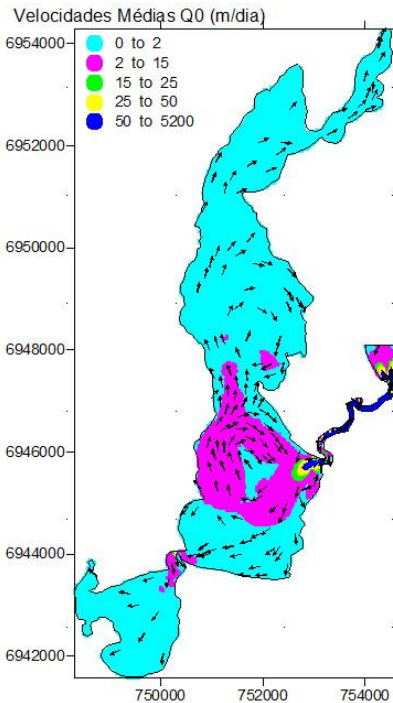 Velocidades Médias Q0 (m/dia)
6954000
0 to 2
2 to 15
15 to 25
25 to 50
50 to 5200
6952000
6950000
6948000
6946000
6944000
6942000
750000 752000 754000